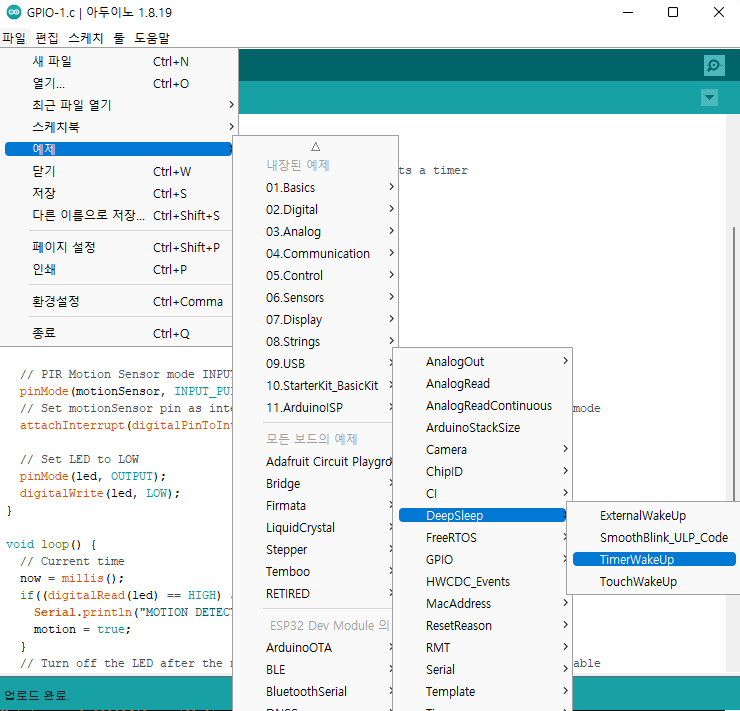 GPIO-1.c | 아두이노 1.8.19
파일 편집 스케치 툴 도움말
새 파일 Ctrl+N
열기... Ctrl+O
최근 파일 열기
스케치북
예제
닫기 Ctrl+W
저장 Ctrl+S
다른 이름으로 저장... Ctrl+Shift+S
페이지 설정 Ctrl+Shift+P
인쇄 Ctrl+P
환경설정 Ctrl+Comma
종료 Ctrl+Q
내장된 예제
01.Basics
02.Digital
03.Analog
04.Communication
05.Control
06.Sensors
07.Display
08.Strings
09.USB
10.StarterKit_BasicKit
11.ArduinoISP
모든 보드의 예제
Adafruit Circuit Playgro
Bridge
Firmata
LiquidCrystal
Stepper
Temboo
RETIRED
ESP32 Dev Module 의
ArduinoOTA
BLE
BluetoothSerial
AnalogOut
AnalogRead
AnalogReadContinuous
ArduinoStackSize
Camera
ChipID
CI
DeepSleep
FreeRTOS
GPIO
HWCDC_Events
MacAddress
ResetReason
RMT
Serial
Template
ExternalWakeUp
SmoothBlink_ULP_Code
TimerWakeUp
TouchWakeUp
ts a timer
// PIR Motion Sensor mode INPU
pinMode(motionSensor, INPUT_PU
// Set motionSensor pin as inte mode
attachInterrupt(digitalPinToInt
// Set LED to LOW
pinMode(led, OUTPUT);
digitalWrite(led, LOW);
}
void loop() {
// Current time
now = millis();
if((digitalRead(led) == HIGH)
Serial.println("MOTION DETECT
motion = true;
}
// Turn off the LED after the able
업로드 완료.